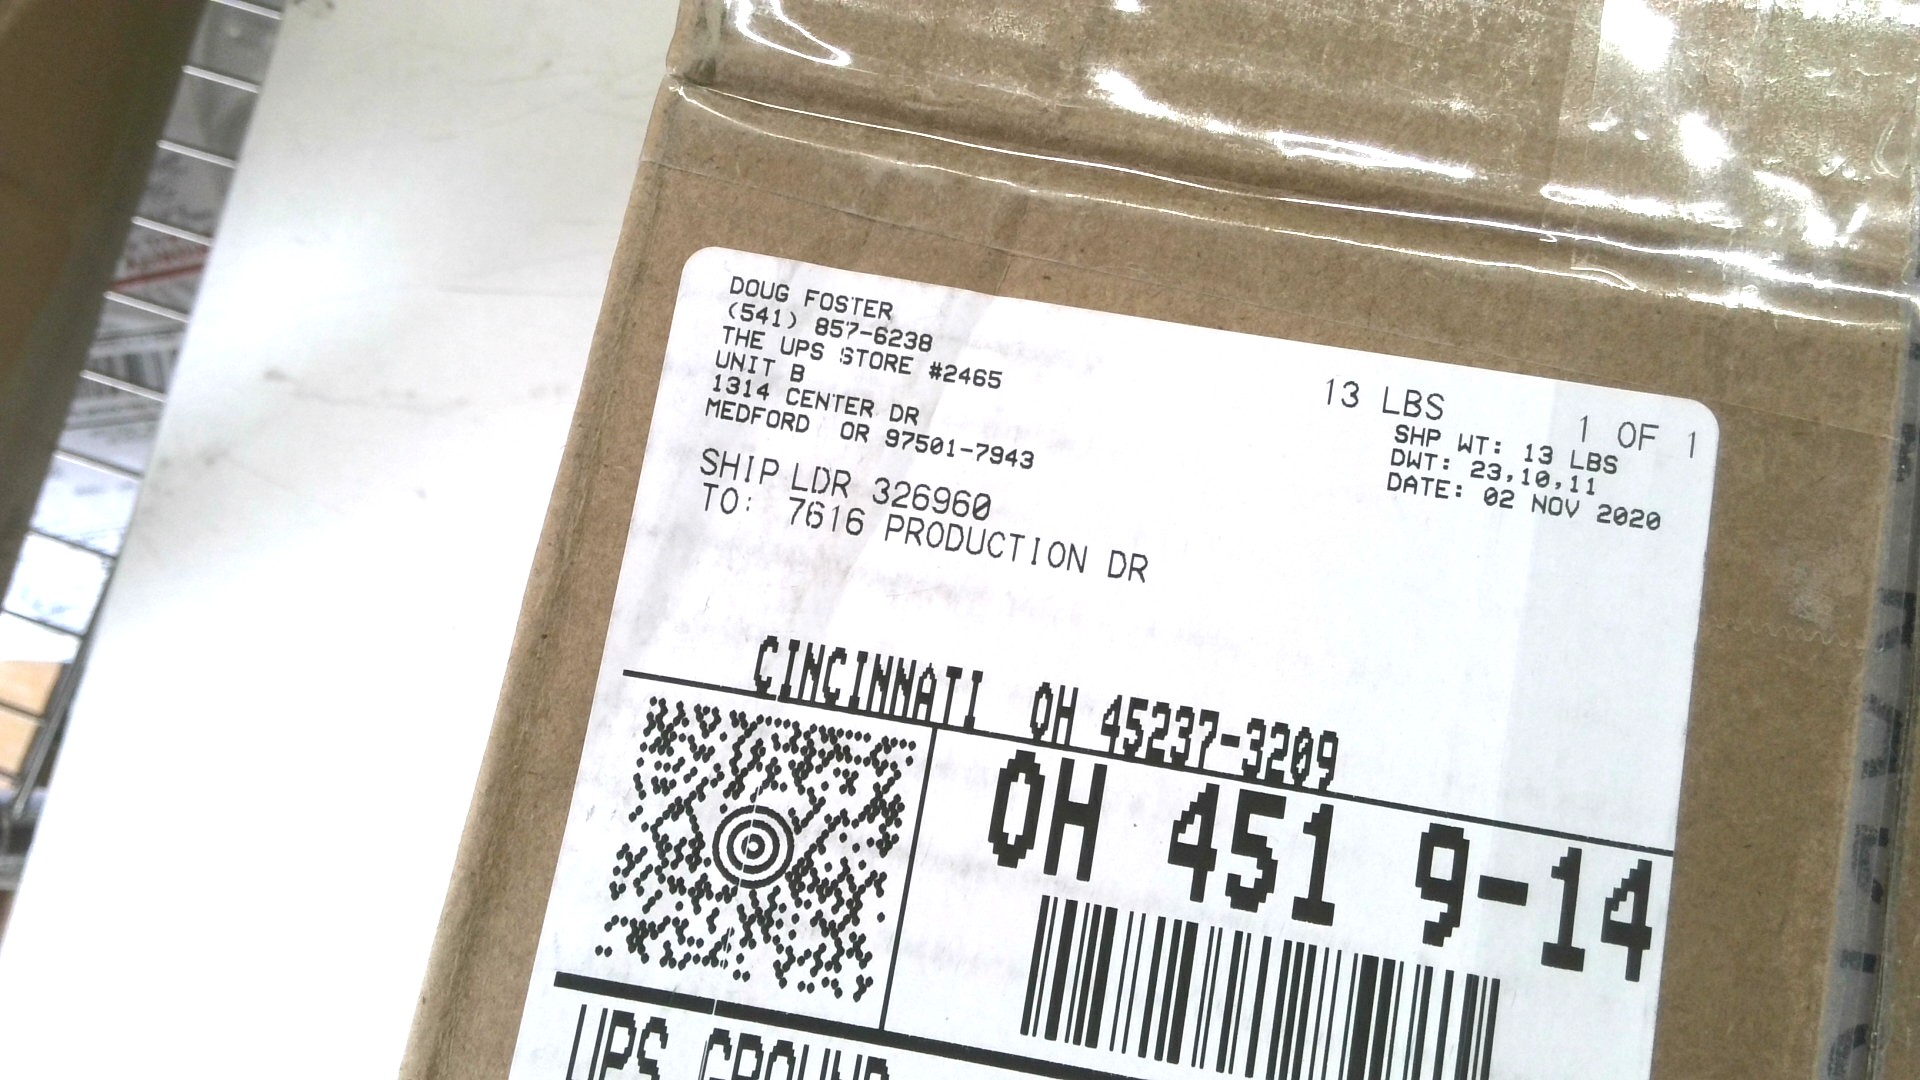 DOUG FOSTER
(541) 857-6238
THE UPS STORE #2465
UNIT B
1314 CENTER DR
MEDFORD OR 97501-7943
13 LBS
1 OF 1
SHP WT: 13 LBS
DWT: 23,10,11
DATE: 02 NOV 2020
SHIP LDR 326960
TO: 7616 PRODUCTION DR
CINCINNATI OH 45237-3209
OH 451 9-14
UPS GROUND